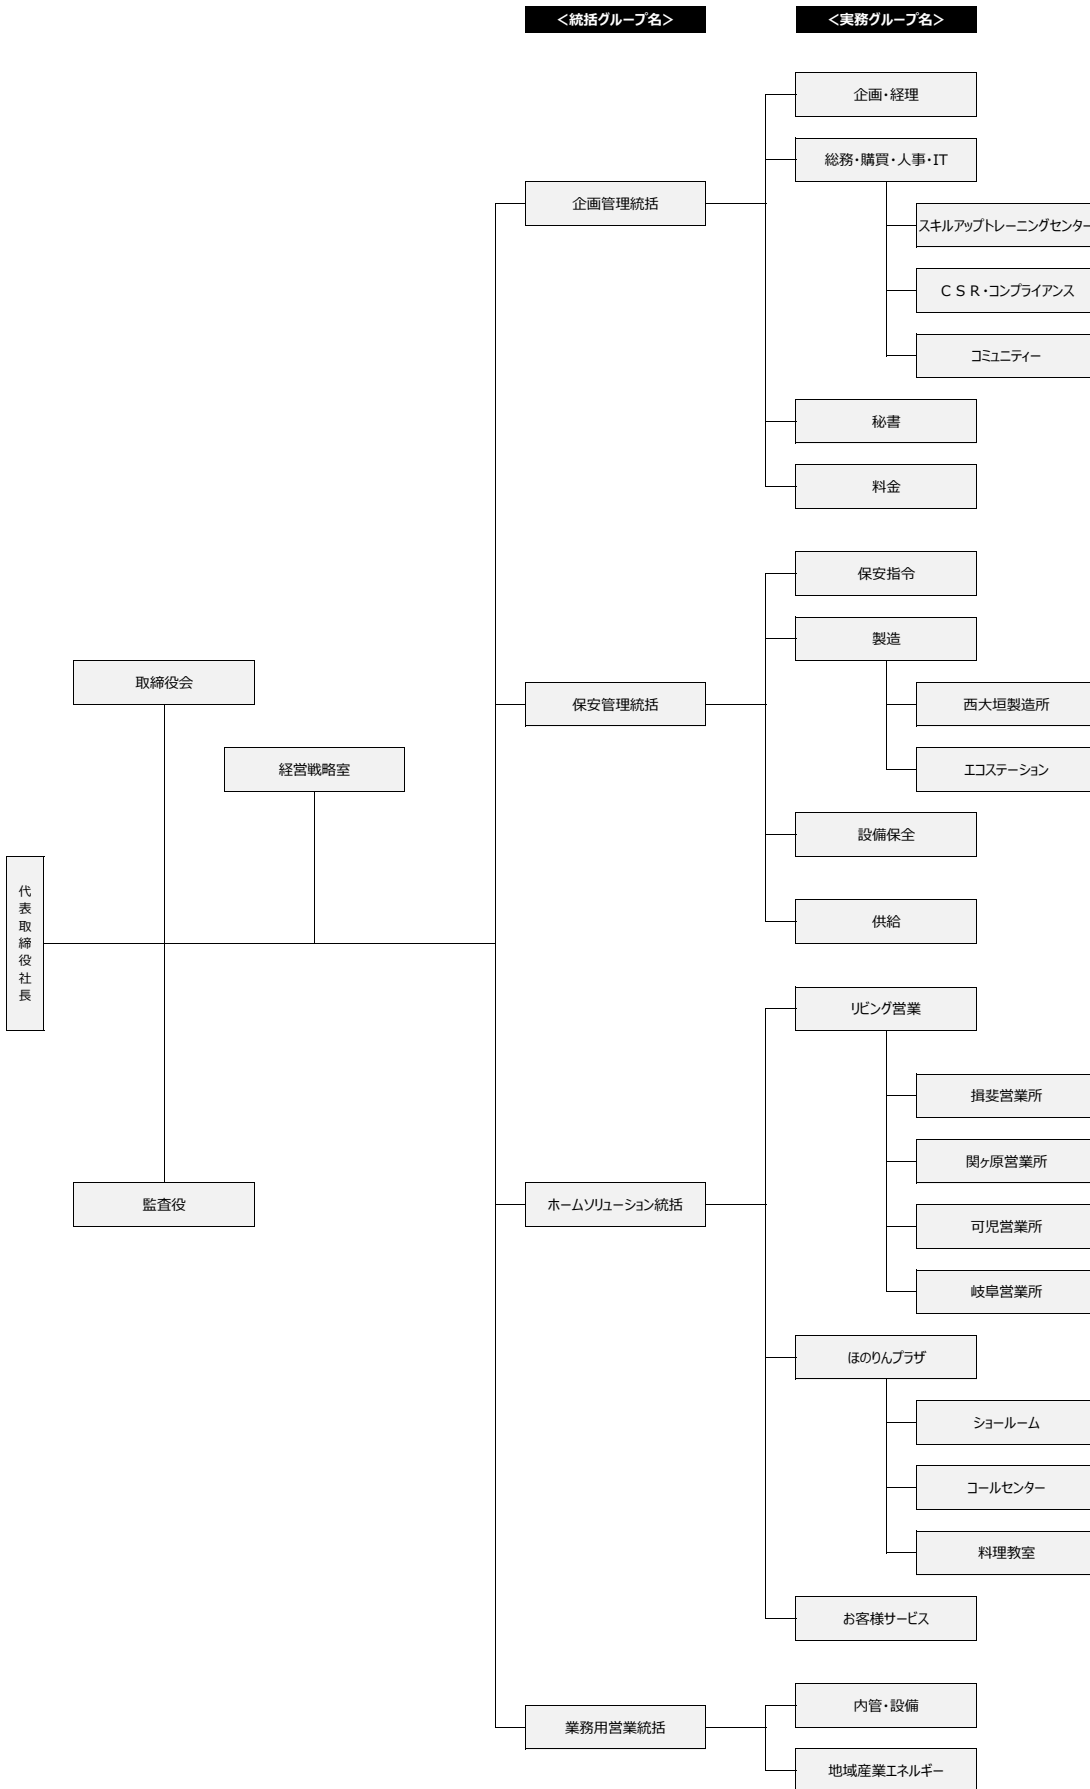 ＜統括グループ名＞
＜実務グループ名＞
企画・経理
総務・購買・人事・IT
企画管理統括
スキルアップトレーニングセンター
ＣＳＲ・コンプライアンス
コミュニティー
秘書
料金
保安指令
製造
取締役会
保安管理統括
西大垣製造所
経営戦略室
エコステーション
設備保全
代表取締役社長
供給
リビング営業
揖斐営業所
関ヶ原営業所
監査役
ホームソリューション統括
可児営業所
岐阜営業所
ほのりんプラザ
ショールーム
コールセンター
料理教室
お客様サービス
内管・設備
業務用営業統括
地域産業エネルギー